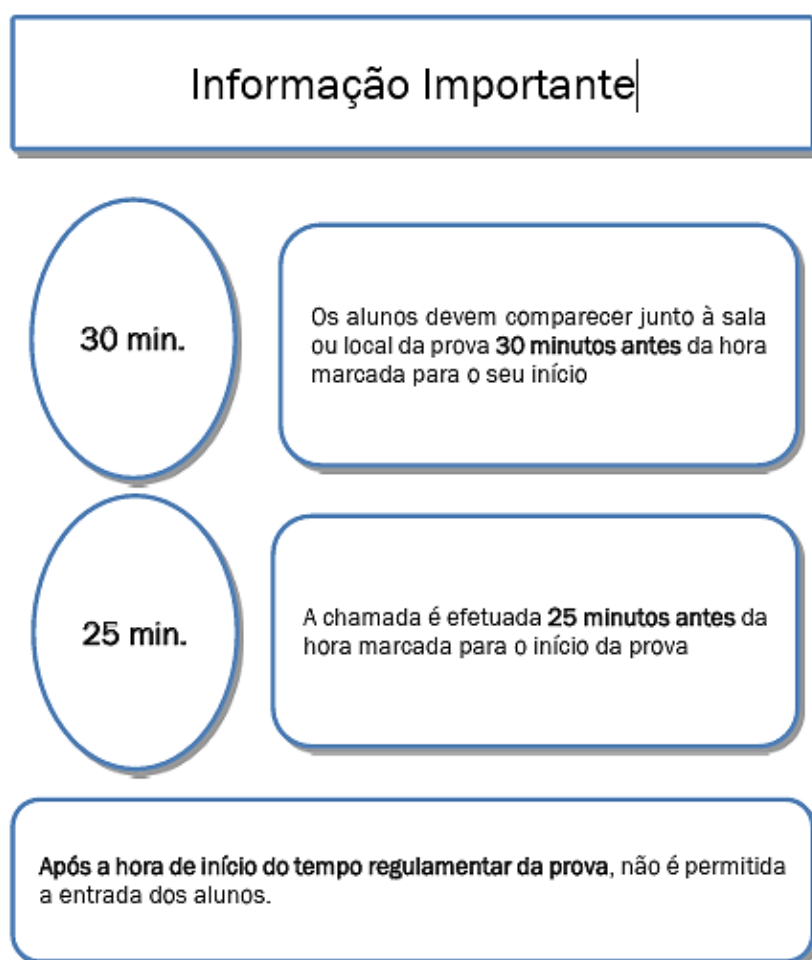 Informação Importante
30 min.
Os alunos devem comparecer junto à sala
ou local da prova 30 minutos antes da hora
marcada para o seu início
25 min.
A chamada é efetuada 25 minutos antes da
hora marcada para o início da prova
Após a hora de início do tempo regulamentar da prova, não é permitida
a entrada dos alunos.